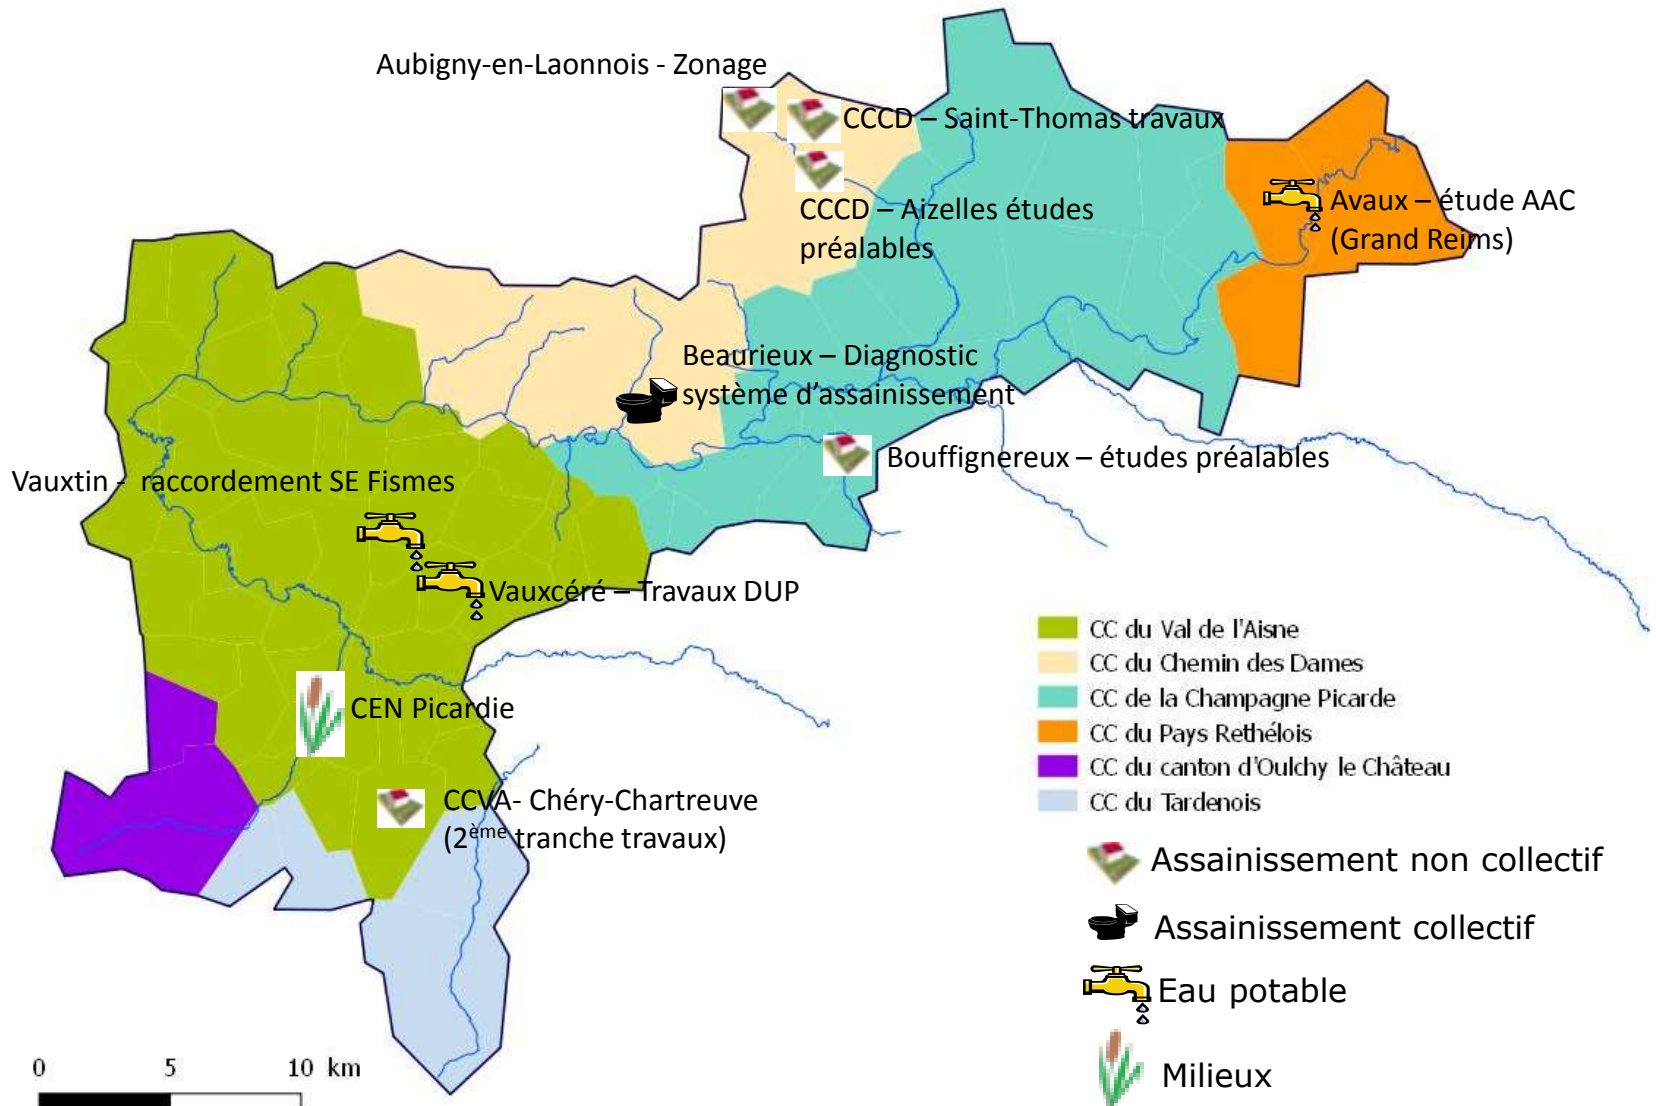 Aubigny-en-Laonnois - Zonage
CCCD – Saint-Thomas travaux
CCCD – Aizelles études
préalables
Avaux – étude AAC
(Grand Reims)
Beaurieux – Diagnostic
système d'assainissement
Bouffignereux – études préalables
Vauxtin - raccordement SE Fismes
Vauxcéré – Travaux DUP
CEN Picardie
CCVA- Chéry-Chartreuve
(2ème tranche travaux)
CC du Val de l'Aisne
CC du Chemin des Dames
CC de la Champagne Picarde
CC du Pays Rethélois
CC du canton d'Oulchy le Château
CC du Tardenois
Assainissement non collectif
Assainissement collectif
Eau potable
Milieux
0 5 10 km